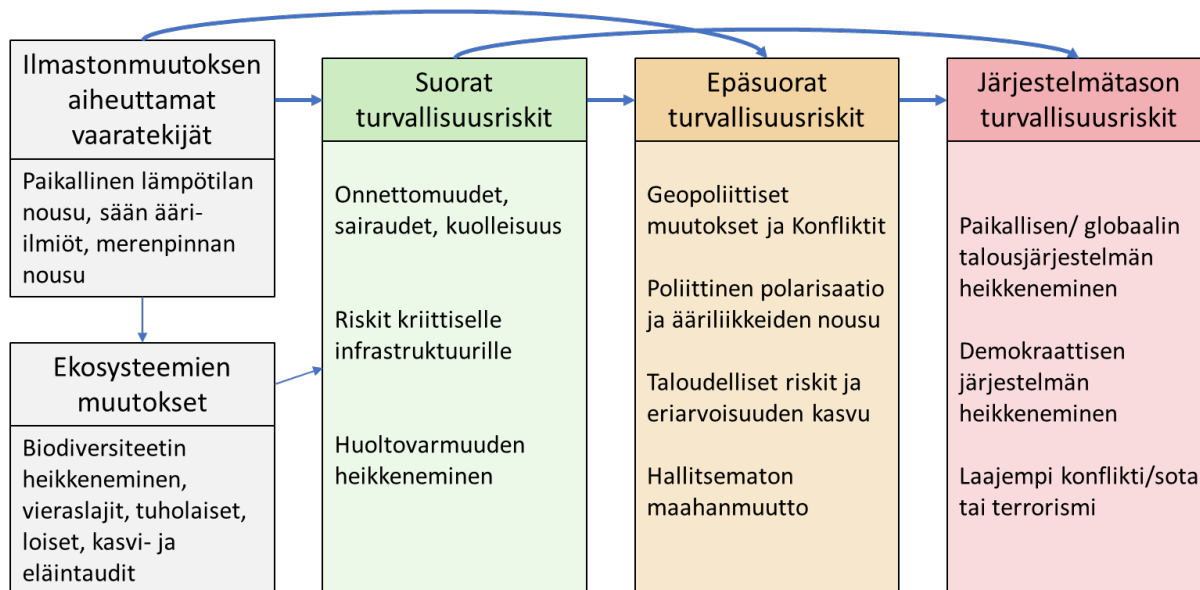 Ilmastonmuutoksen
aiheuttamat
vaaratekijät
Paikallinen lämpötilan
nousu, sään ääri-
ilmiöt, merenpinnan
nousu
Ekosysteemien
muutokset
Biodiversiteetin
heikkeneminen,
vieraslajit, tuholaiset,
loiset, kasvi- ja
eläintaudit
Suorat
turvallisuusriskit
Onnettomuudet,
sairaudet, kuolleisuus
Riskit kriittiselle
infrastruktuurille
Huoltovarmuuden
heikkeneminen
Epäsuorat
turvallisuusriskit
Geopoliittiset
muutokset ja Konfliktit
Poliittinen polarisaatio
ja ääriliikkeiden nousu
Taloudelliset riskit ja
eriarvoisuuden kasvu
Hallitsematon
maahanmuutto
Järjestelmätason
turvallisuusriskit
Paikallisen/ globaalin
talousjärjestelmän
heikkeneminen
Demokraattisen
järjestelmän
heikkeneminen
Laajempi konflikti/sota
tai terrorismi